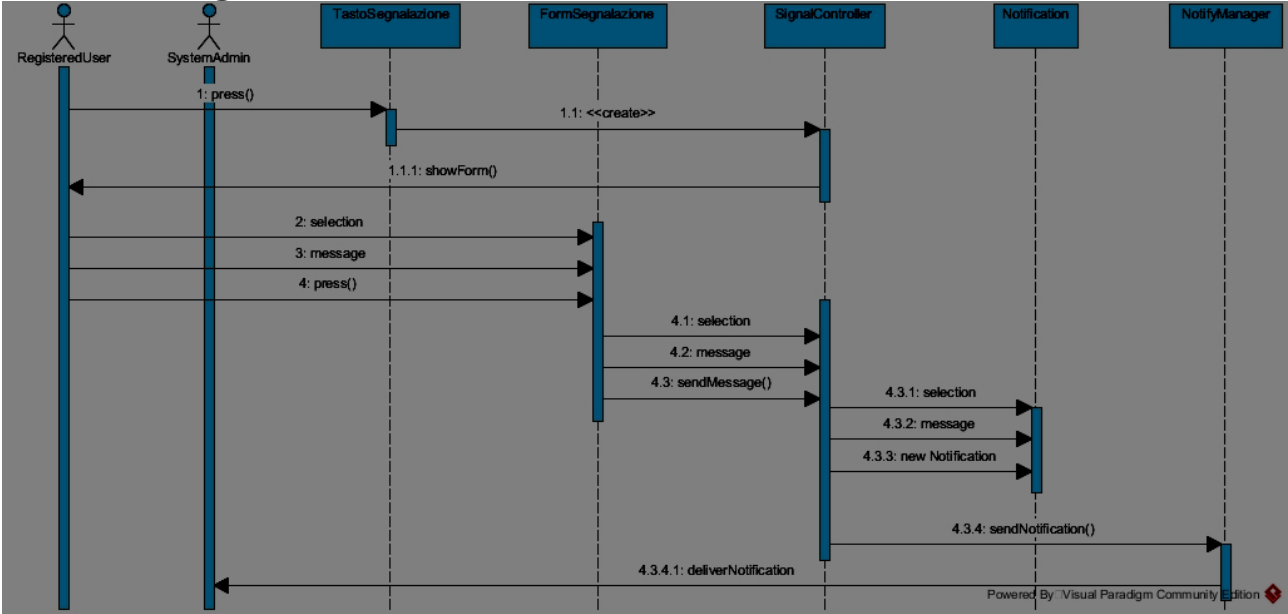 TastoSegnalazione
FormSegnalazione
SignalController
Notification
NotifyManager
RegisteredUser
SystemAdmin
1: press()
1.1: <<create>>
1.1.1: showForm()
2: selection
3: message
4: press()
4.1: selection
4.2: message
4.3: sendMessage()
4.3.1: selection
4.3.2: message
4.3.3: new Notification
4.3.4: sendNotification()
4.3.4.1: deliverNotification
Powered By Visual Paradigm Community Edition